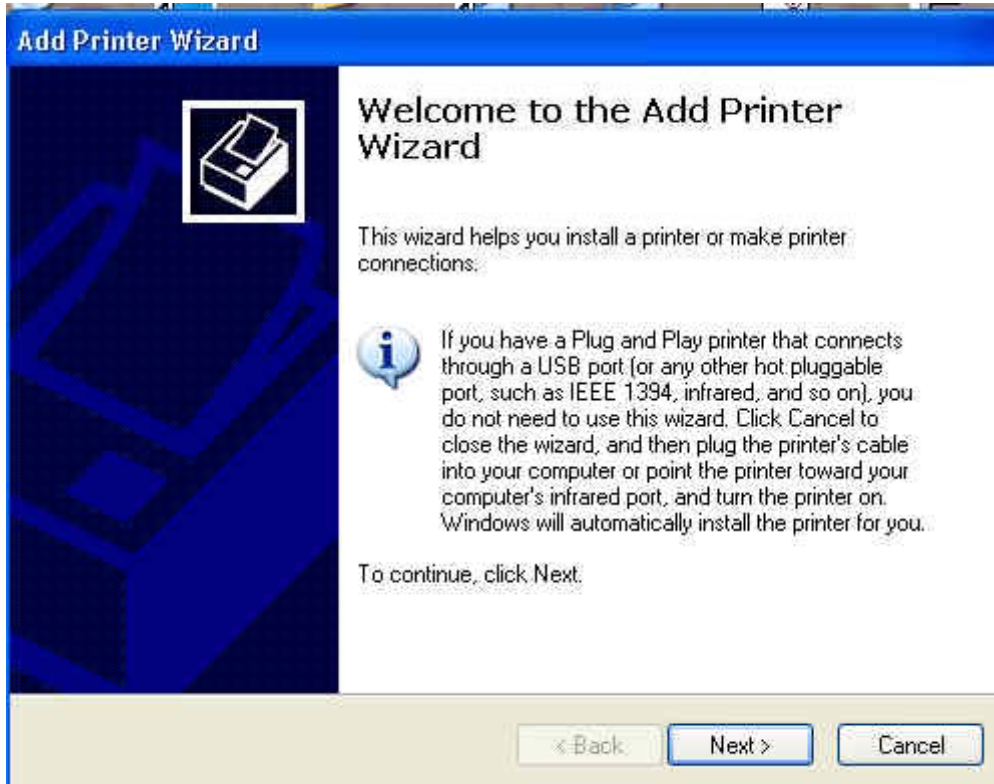 Add Printer Wizard
Welcome to the Add Printer
Wizard
This wizard helps you install a printer or make printer
connections.
If you have a Plug and Play printer that connects
through a USB port (or any other hot pluggable
port, such as IEEE 1394, infrared, and so on), you
do not need to use this wizard. Click Cancel to
close the wizard, and then plug the printer's cable
into your computer or point the printer toward your
computer's infrared port, and turn the printer on.
Windows will automatically install the printer for you.
To continue, click Next.
< Back
Next >
Cancel